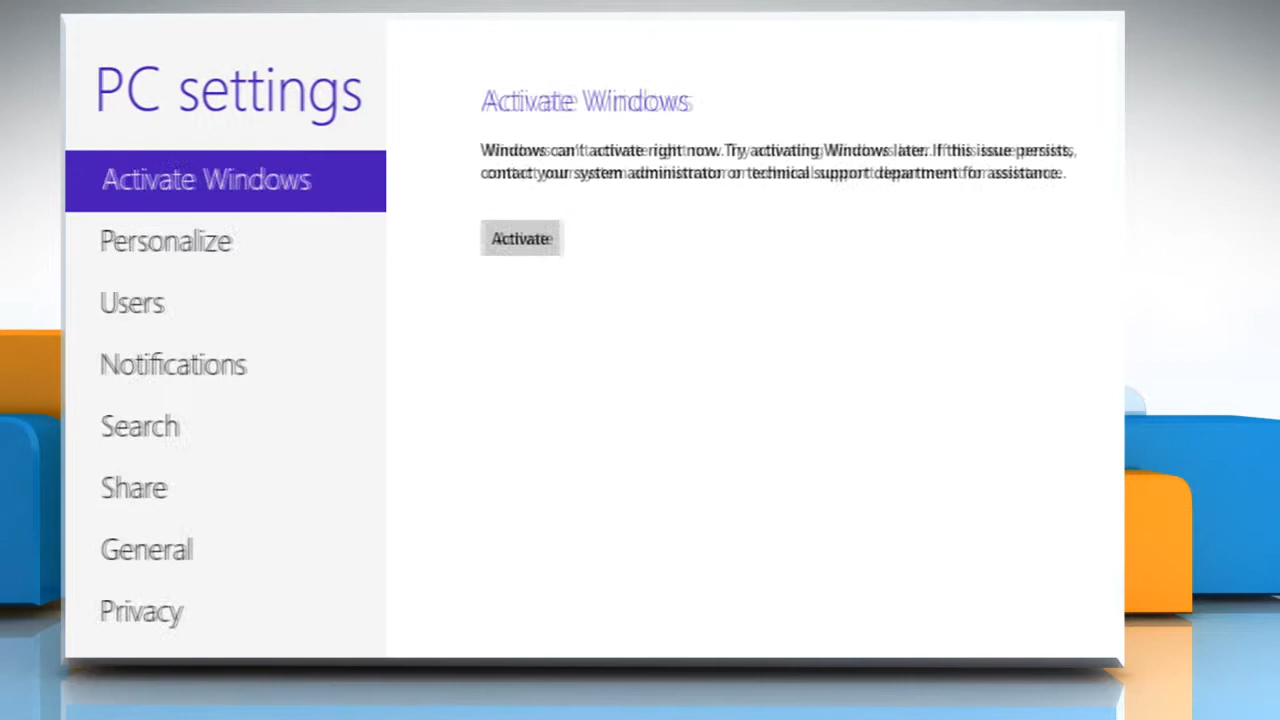 PC settings
Activate Windows
Personalize
Users
Notifications
Search
Share
General
Privacy
Activate Windows
Windows can't activate right now. Try activating Windows later. If this issue persists,
contact your system administrator or technical support department for assistance.
Activate